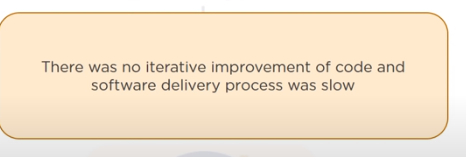 There was no iterative improvement of code and
software delivery process was slow